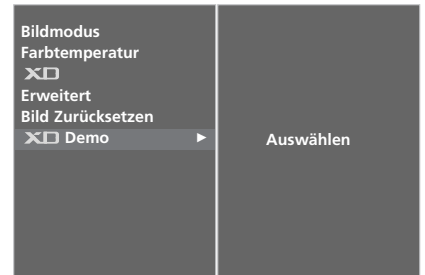 Bildmodus
Farbtemperatur
XD
Erweitert
Bild Zurücksetzen
XD Demo ►
Auswählen